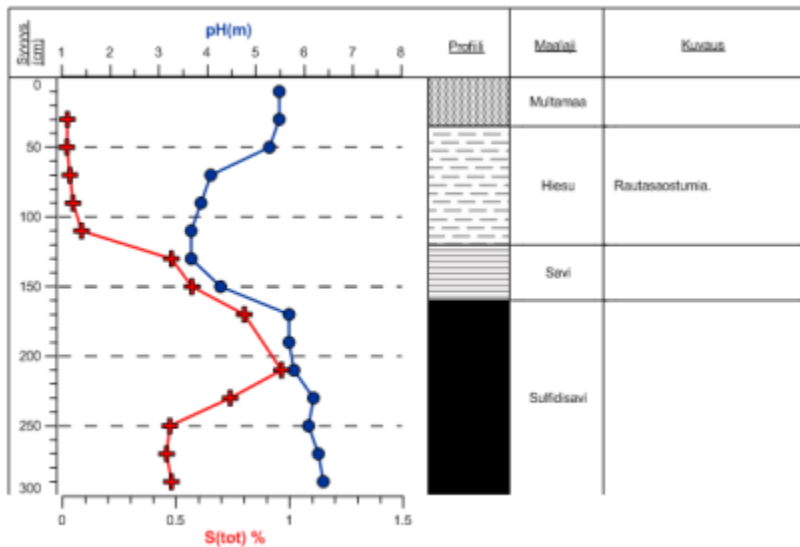 pH(m)
Syvyys (cm)
1 1 2 3 4 5 6 7 8
Profiili
Maalaji
Kuvaus
0
50
100
150
200
250
300
Multamaa
Hiesu
Rautasaostumia.
Savi
Sulfidisavi
0 0.5 1 1.5
S(tot) %